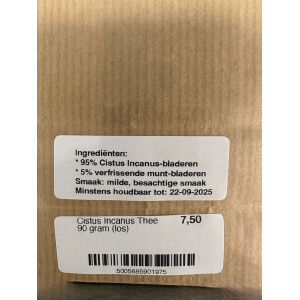 Ingrediënten:
* 95% Cistus Incanus-bladeren
* 5% verfrissende munt-bladeren
Smaak: milde, besachtige smaak
Minstens houdbaar tot: 22-09-2025
Cistus Incanus Thee 7,50
90 gram (los)
5005685901975